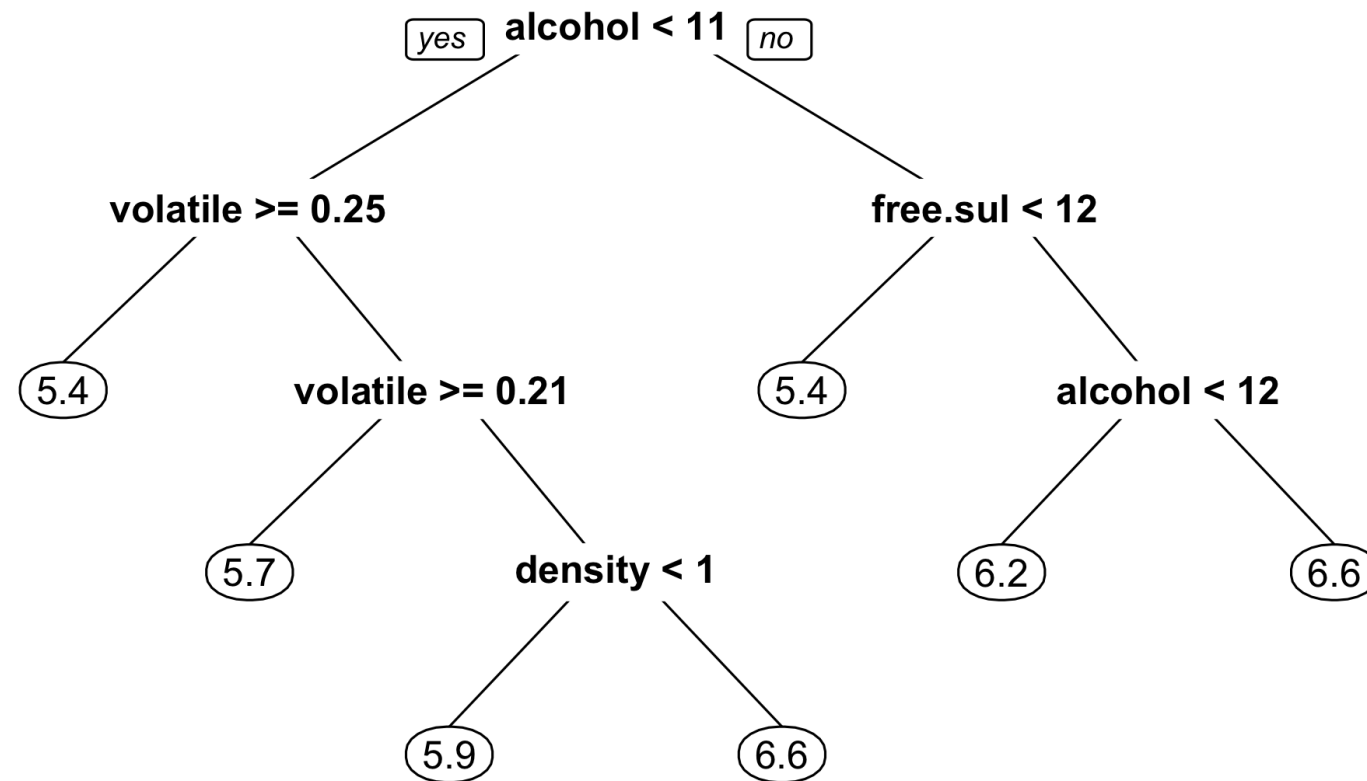 yes alcohol < 11 no
volatile >= 0.25 free.sul < 12
5.4 volatile >= 0.21 5.4 alcohol < 12
5.7 density < 1 6.2 6.6
5.9 6.6